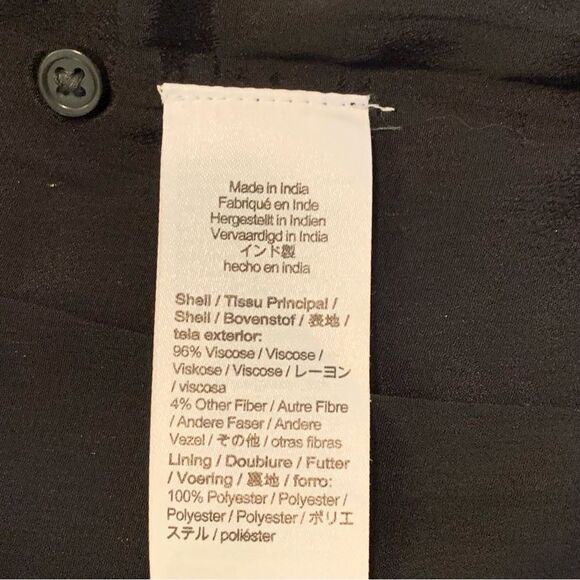 Made in India
Fabriqué en Inde
Hergestellt in Indien
Vervaardigd in India
インド製
hecho en india
Shell / Tissu Principal /
Shell / Bovenstof / 表地 /
tela exterior:
96% Viscose / Viscose /
Viskose / Viscose / レーヨン
/ viscosa
4% Other Fiber / Autre Fibre
/ Andere Faser / Andere
Vezel / その他 / otras fibras
Lining / Doublure / Futter
/ Voering / 裏地 / forro:
100% Polyester / Polyester /
Polyester / Polyester / ポリエ
ステル / poliéster